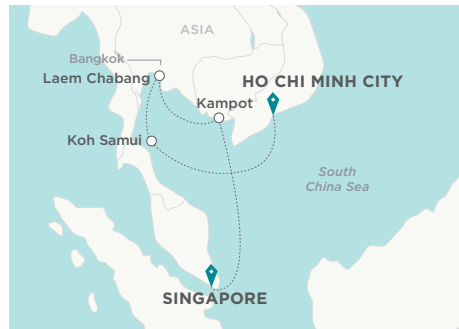 ASIA
Bangkok
Laem Chabang
HO CHI MINH CITY
Kampot
Koh Samui
South
China Sea
SINGAPORE